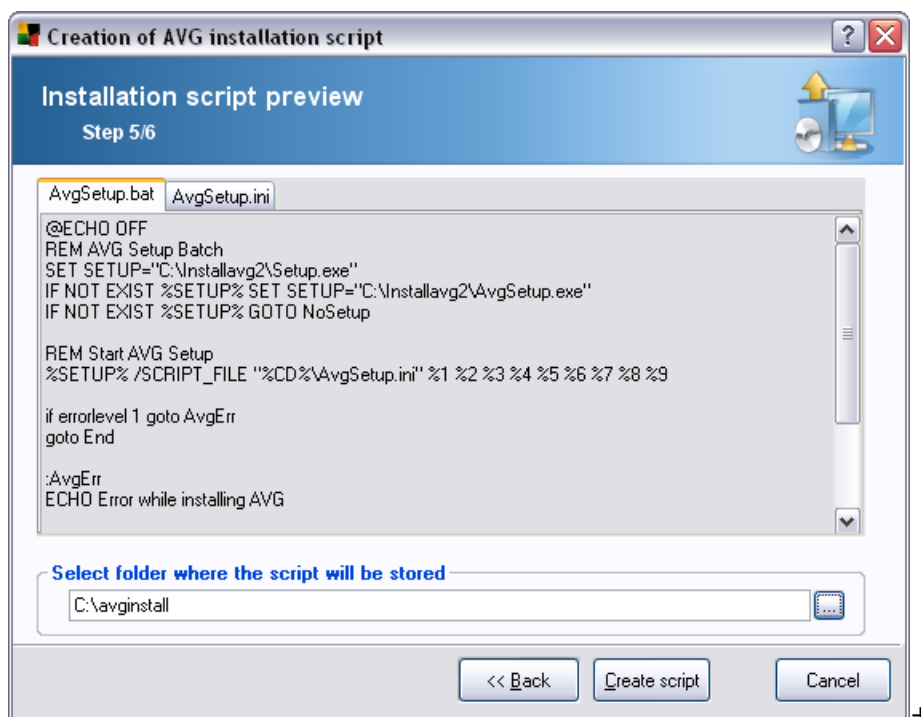 Creation of AVG installation script
Installation script preview
Step 5/6
AvgSetup.bat AvgSetup.ini
@ECHO OFF
REM AVG Setup Batch
SET SETUP="C:\Installavg2\Setup.exe"
IF NOT EXIST %SETUP% SET SETUP="C:\Installavg2\AvgSetup.exe"
IF NOT EXIST %SETUP% GOTO NoSetup
REM Start AVG Setup
%SETUP% /SCRIPT_FILE "%CD%\AvgSetup.ini" %1 %2 %3 %4 %5 %6 %7 %8 %9
if errorlevel 1 goto AvgErr
goto End
:AvgErr
ECHO Error while installing AVG
Select folder where the script will be stored
C:\avginstall
...
<< Back Create script Cancel